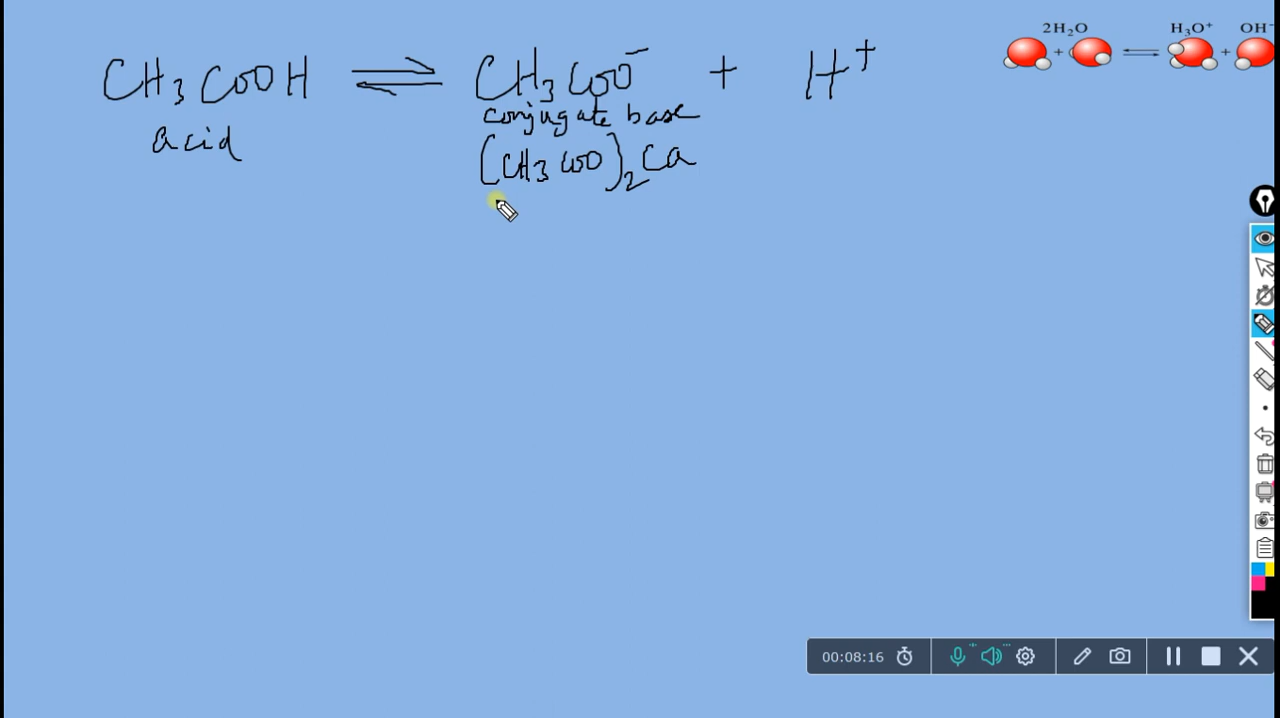 2H₂O H₃O⁺ OH⁻
+ ⇌ +
CH₃COOH ⇌ CH₃COO⁻ + H⁺
acid conjugate base
(CH₃COO)₂Ca
00:08:16